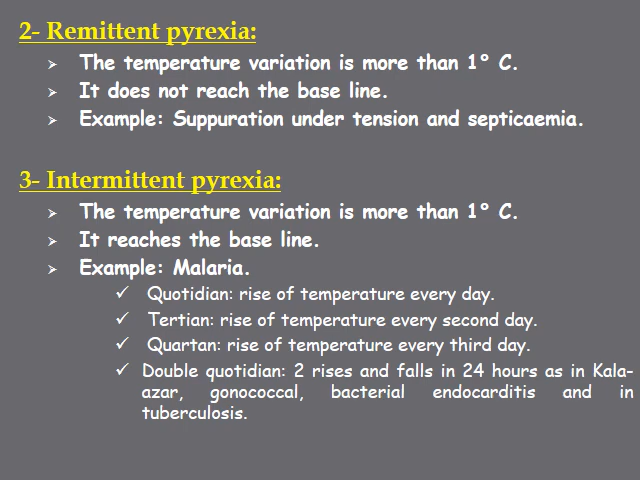 2- Remittent pyrexia:
➢ The temperature variation is more than 1° C.
➢ It does not reach the base line.
➢ Example: Suppuration under tension and septicaemia.
3- Intermittent pyrexia:
➢ The temperature variation is more than 1° C.
➢ It reaches the base line.
➢ Example: Malaria.
✓ Quotidian: rise of temperature every day.
✓ Tertian: rise of temperature every second day.
✓ Quartan: rise of temperature every third day.
✓ Double quotidian: 2 rises and falls in 24 hours as in Kala-
azar, gonococcal, bacterial endocarditis and in
tuberculosis.